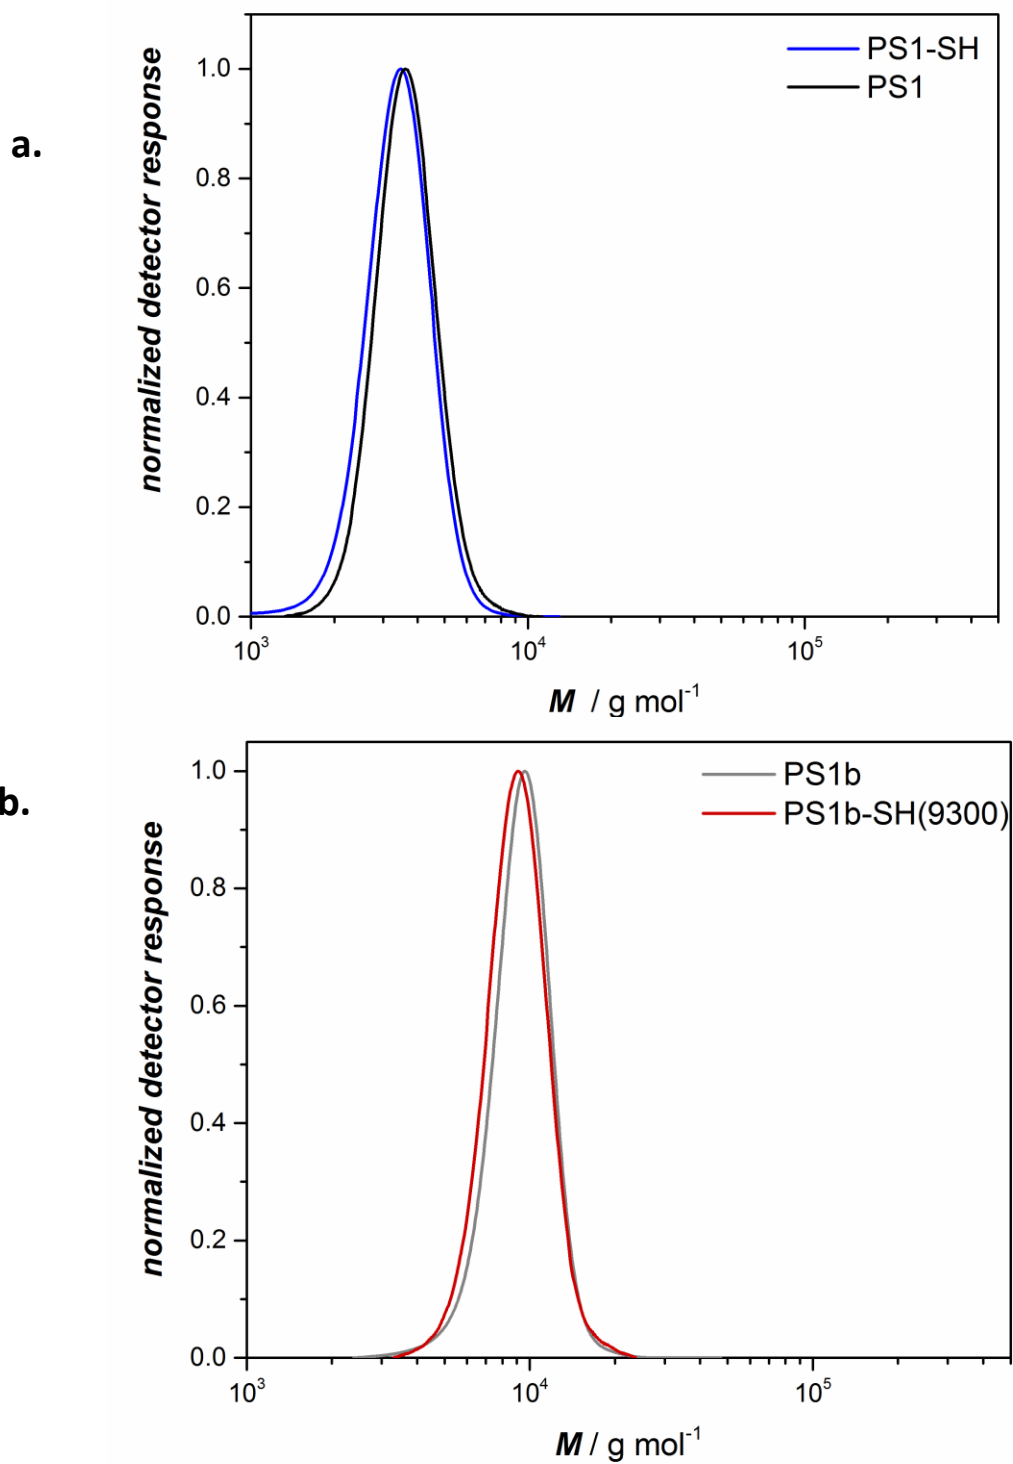 a.
normalized detector response
1.0
0.8
0.6
0.4
0.2
0.0
PS1-SH
PS1
10³ 10⁴ 10⁵
M / g mol⁻¹
b.
normalized detector response
1.0
0.8
0.6
0.4
0.2
0.0
PS1b
PS1b-SH(9300)
10³ 10⁴ 10⁵
M / g mol⁻¹